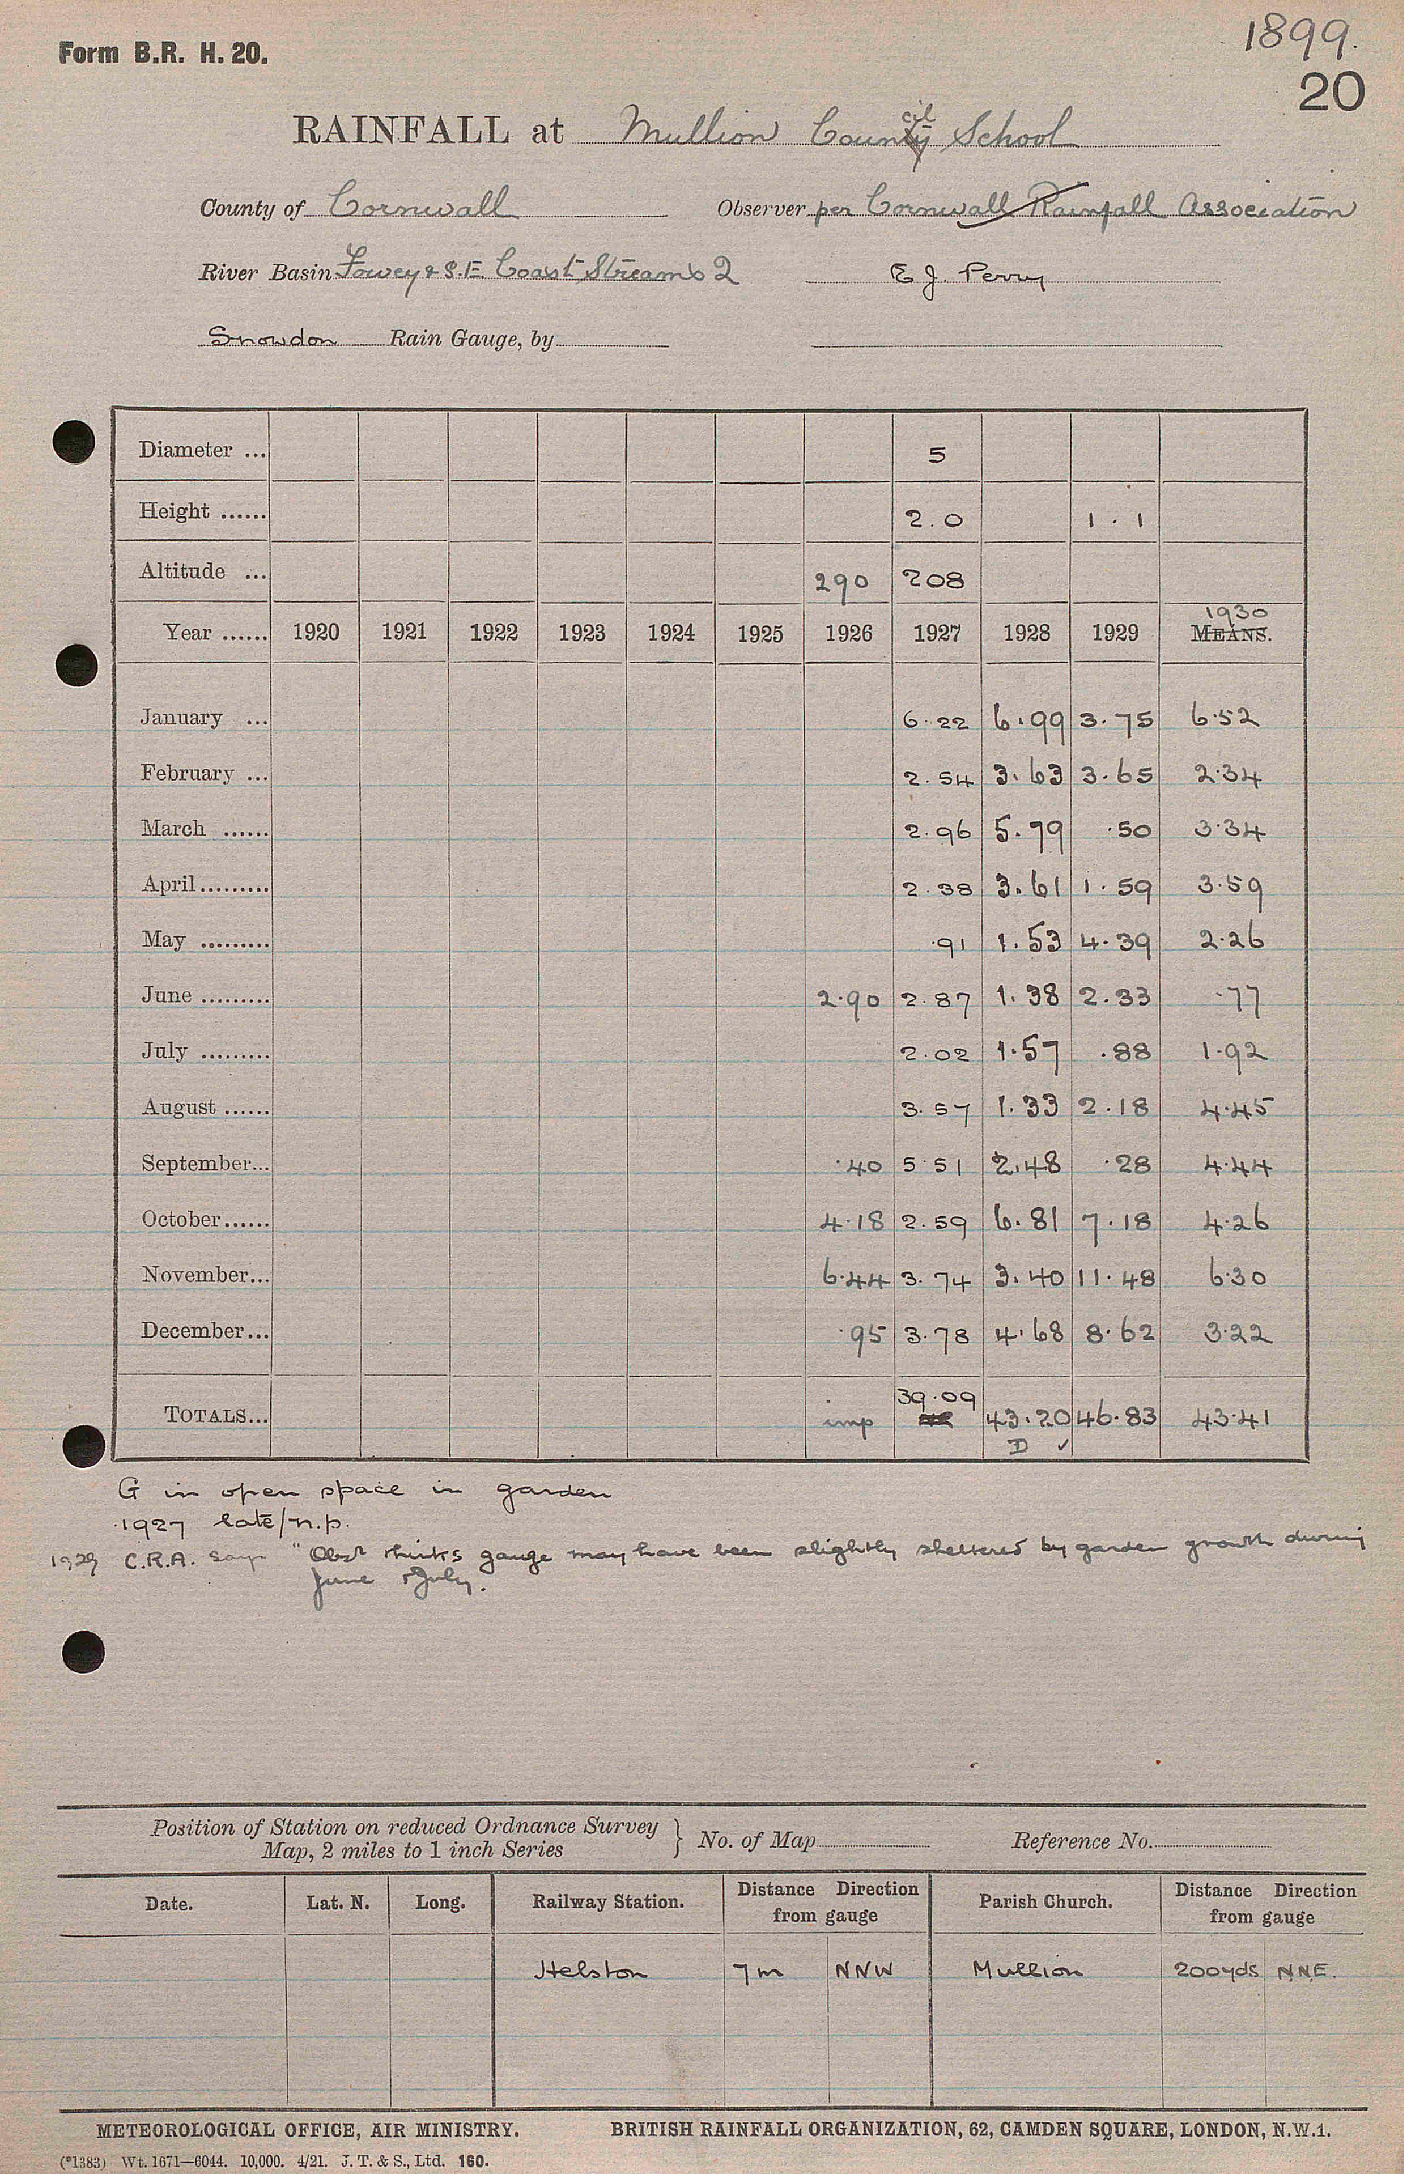 1899.
Form B.R. H. 20.
20
RAINFALL at Mullion Council School
County of Cornwall Observer per Cornwall Rainfall Association
River Basin Fowey & S.E Coast Streams 2 E J. Perry
Snowdon Rain Gauge, by
Diameter ... 5
Height ...... 2.0 1.1
Altitude ... 290 208
1930
Year ...... 1920 1921 1922 1923 1924 1925 1926 1927 1928 1929 MEANS.
January ... 6.22 6.99 3.75 6.52
February ... 2.54 3.63 3.65 2.34
March ...... 2.96 5.79 .50 3.34
April ......... 2.38 3.61 1.59 3.59
May ......... .91 1.53 4.39 2.26
June ......... 2.90 2.87 1.38 2.33 .77
July ......... 2.02 1.57 .88 1.92
August ...... 3.57 1.33 2.18 4.45
September... .40 5.51 2.48 .28 4.44
October...... 4.18 2.59 6.81 7.18 4.26
November... 6.44 3.74 3.40 11.48 6.30
December... .95 3.78 4.68 8.62 3.22
TOTALS... imp 39.09 43.20 46.83 43.41
D ✓
G in open space in garden
1927 late/n.p.
1929 C.R.A. says "Obsr thinks gauge may have been slightly sheltered by garden growth during
June & July.
Position of Station on reduced Ordnance Survey
Map, 2 miles to 1 inch Series } No. of Map Reference No.
Date. Lat. N. Long. Railway Station. Distance Direction from gauge Parish Church. Distance Direction from gauge
Helston 7m NNW Mullion 200yds NNE.
METEOROLOGICAL OFFICE, AIR MINISTRY. BRITISH RAINFALL ORGANIZATION, 62, CAMDEN SQUARE, LONDON, N.W.1.
(*1383) Wt. 1671—6044. 10,000. 4/21. J. T. & S., Ltd. 160.